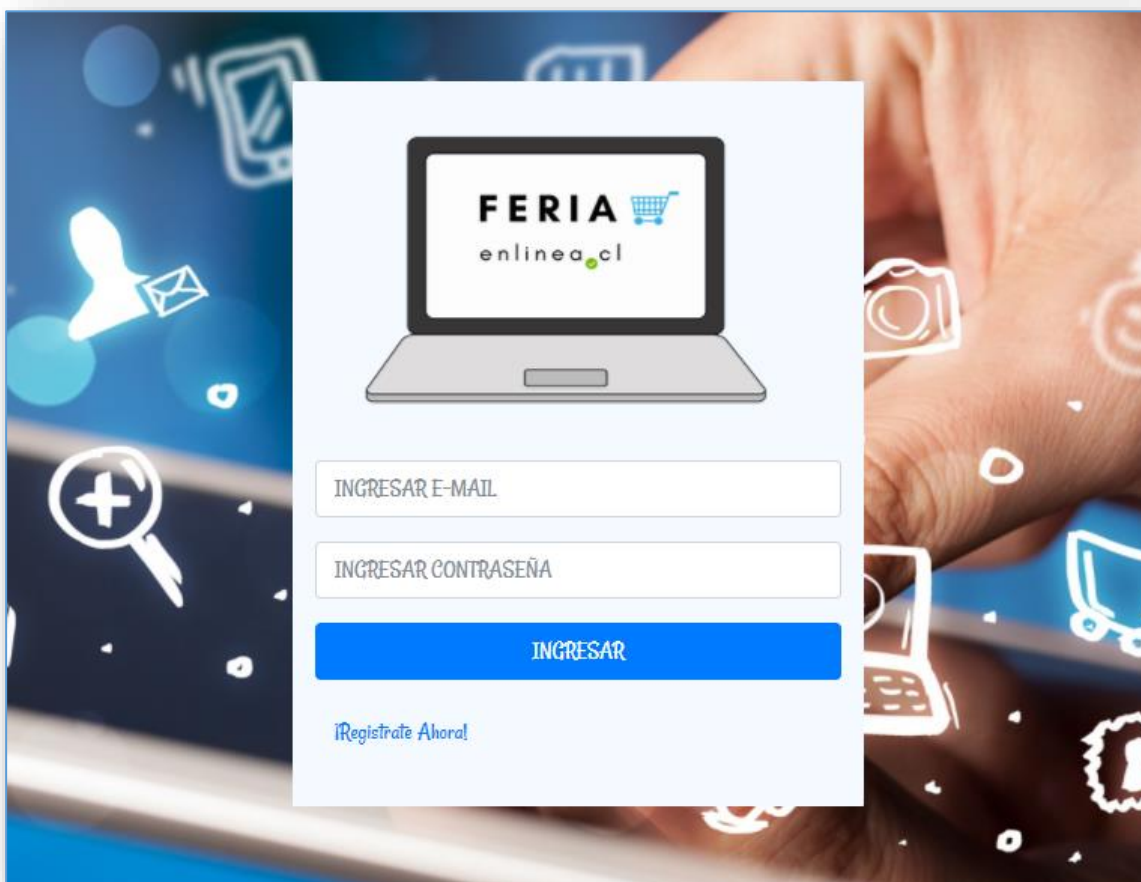 FERIA
enlinea.cl
INGRESAR E-MAIL
INGRESAR CONTRASEÑA
INGRESAR
¡Registrate Ahora!